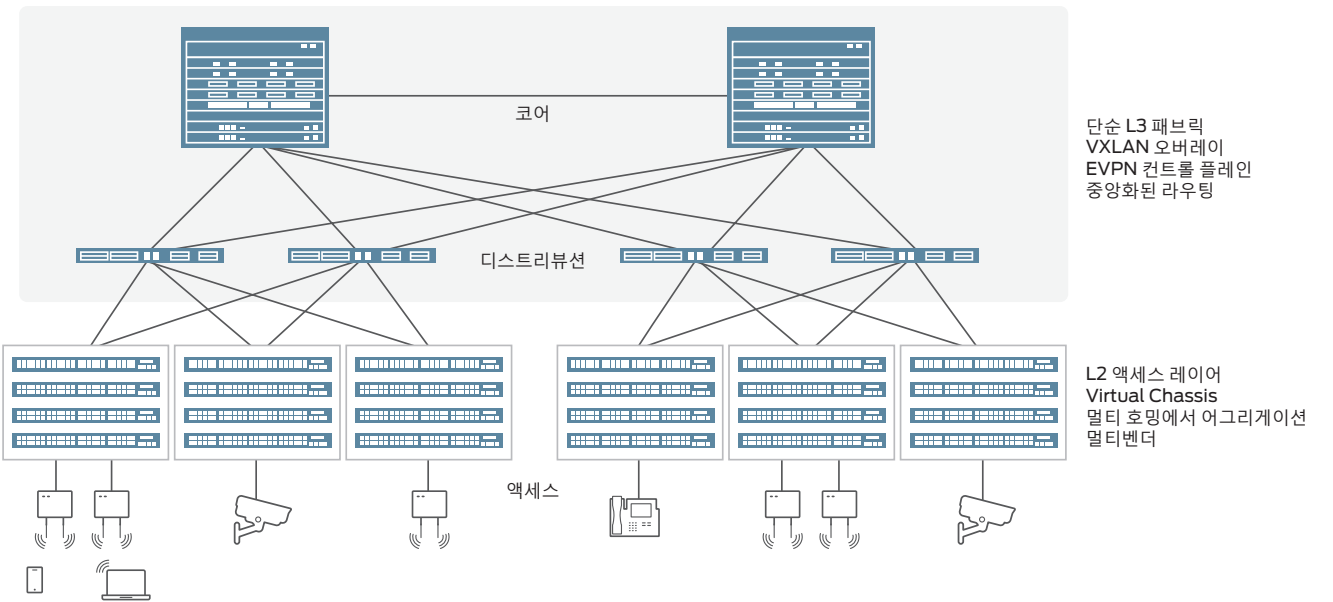 코어
단순 L3 패브릭
VXLAN 오버레이
EVPN 컨트롤 플레인
중앙화된 라우팅
디스트리뷰션
L2 액세스 레이어
Virtual Chassis
멀티 호밍에서 어그리게이션
멀티벤더
액세스